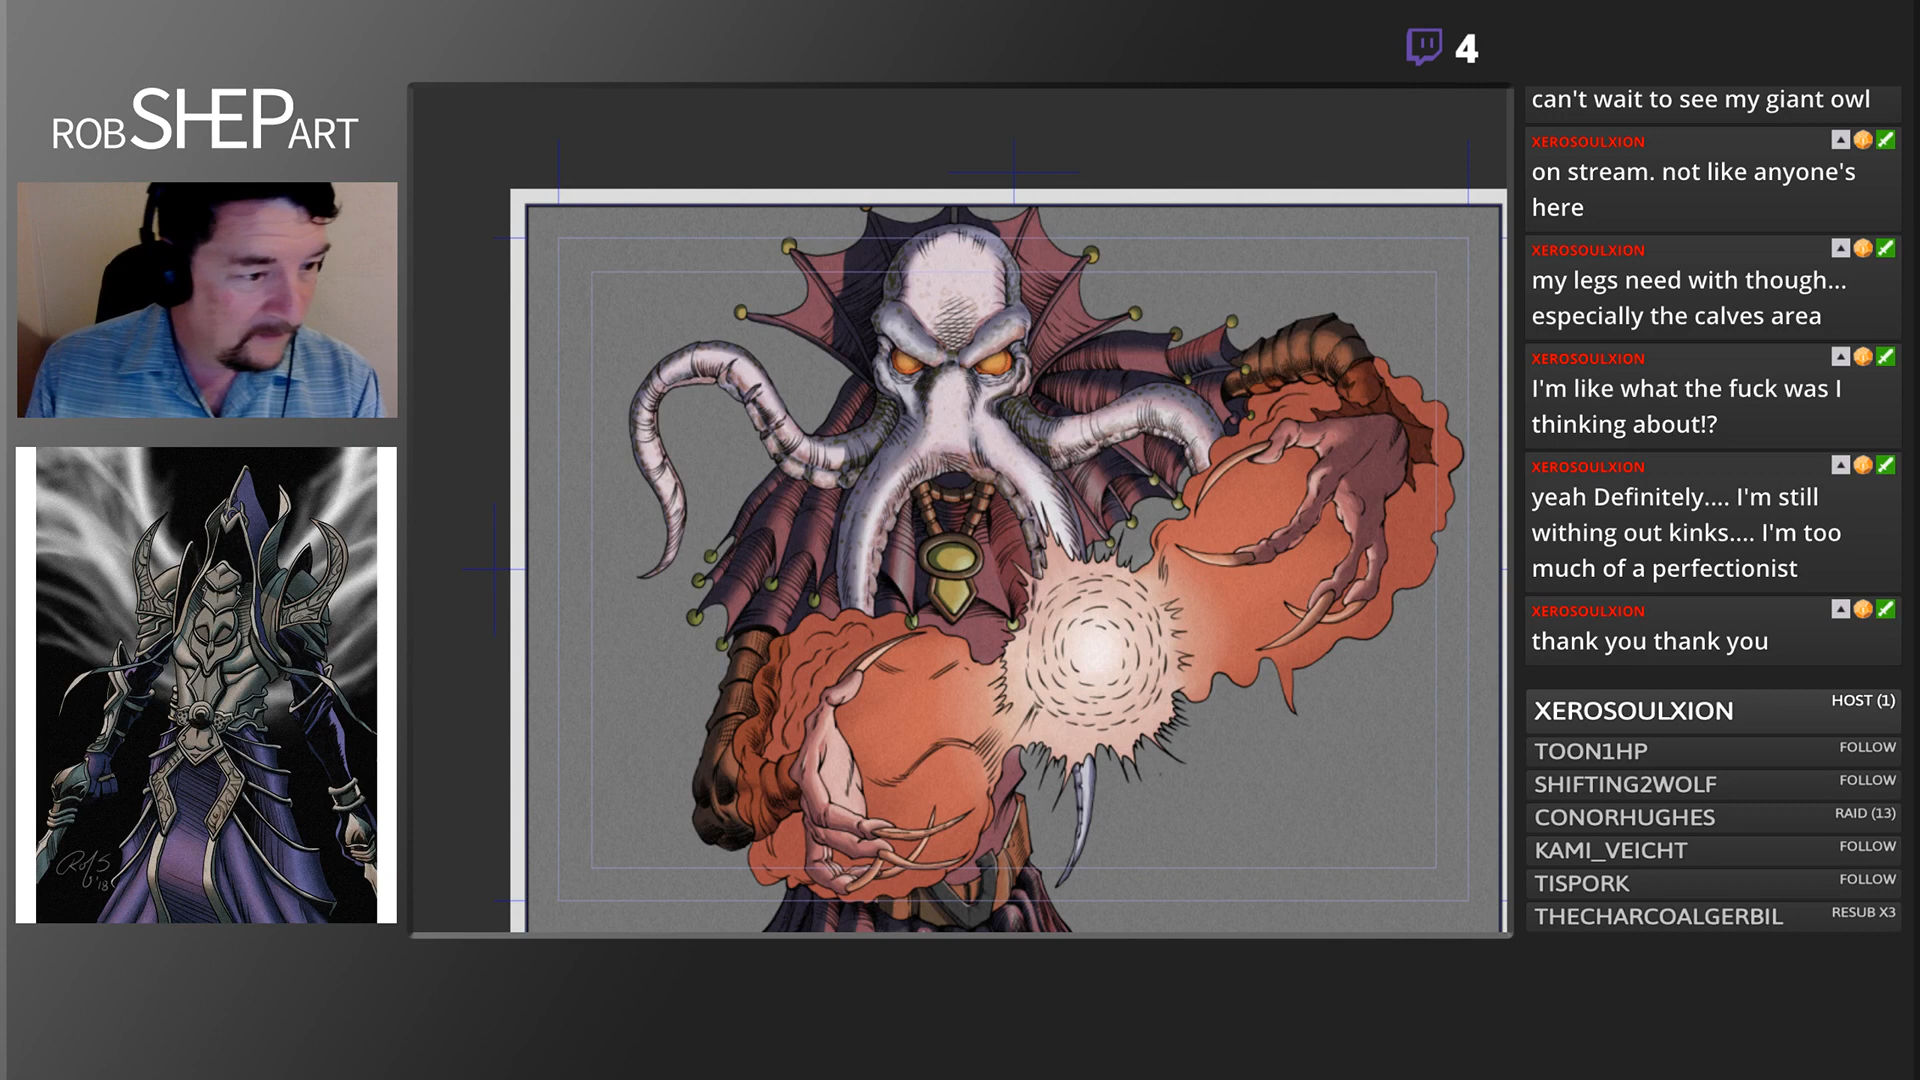 4
ROBSHEPART
can't wait to see my giant owl
XEROSOULXION
on stream. not like anyone's
here
XEROSOULXION
my legs need with though...
especially the calves area
XEROSOULXION
I'm like what the fuck was I
thinking about!?
XEROSOULXION
yeah Definitely.... I'm still
withing out kinks.... I'm too
much of a perfectionist
XEROSOULXION
thank you thank you
XEROSOULXION HOST (1)
TOON1HP FOLLOW
SHIFTING2WOLF FOLLOW
CONORHUGHES RAID (13)
KAMI_VEICHT FOLLOW
TISPORK FOLLOW
THECHARCOALGERBIL RESUB X3